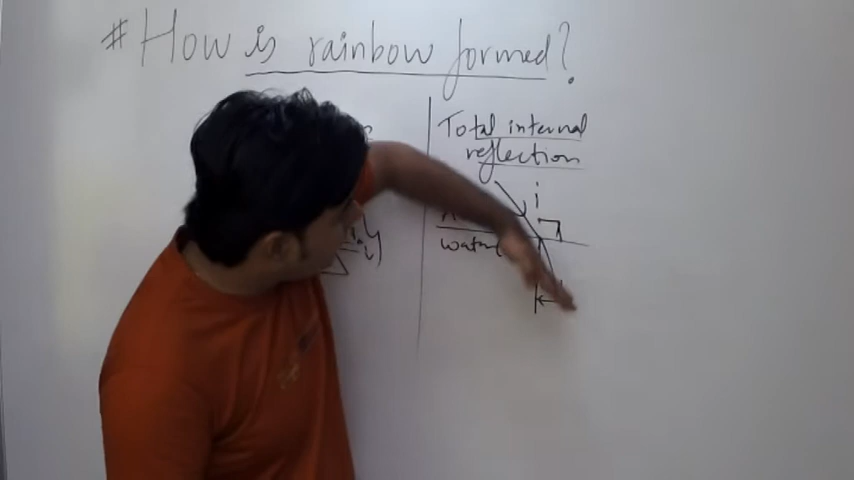 # How is rainbow formed?
Total internal
reflection
i
water